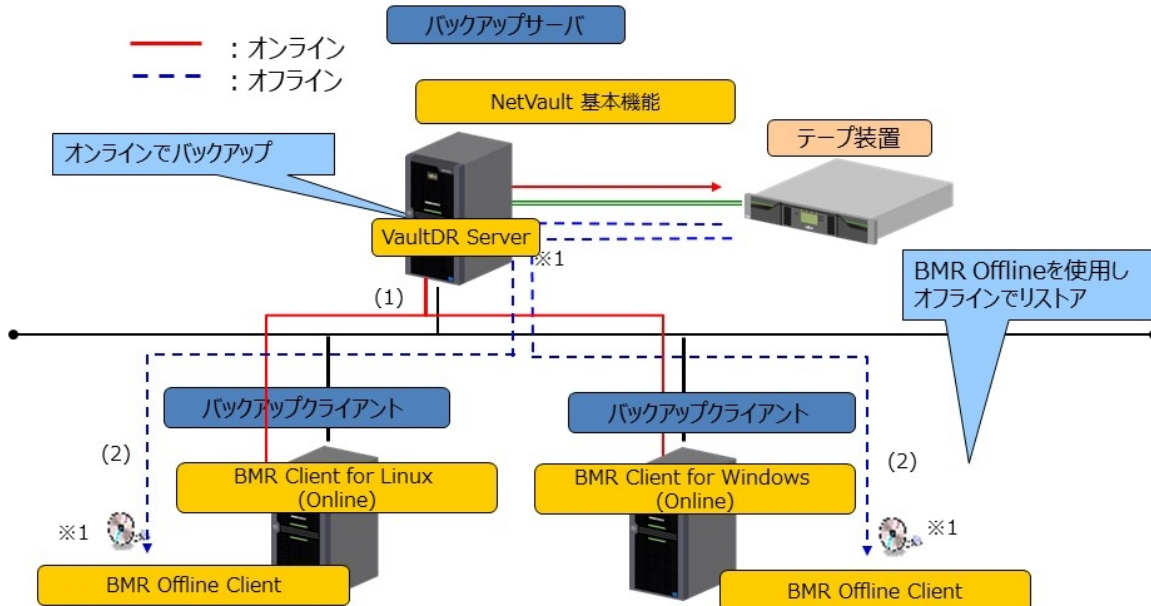 バックアップサーバ
：オンライン
：オフライン
NetVault 基本機能
テープ装置
オンラインでバックアップ
VaultDR Server
※1
BMR Offlineを使用し
オフラインでリストア
(1)
バックアップクライアント
バックアップクライアント
(2)
BMR Client for Linux
(Online)
BMR Client for Windows
(Online)
(2)
※1
※1
BMR Offline Client
BMR Offline Client